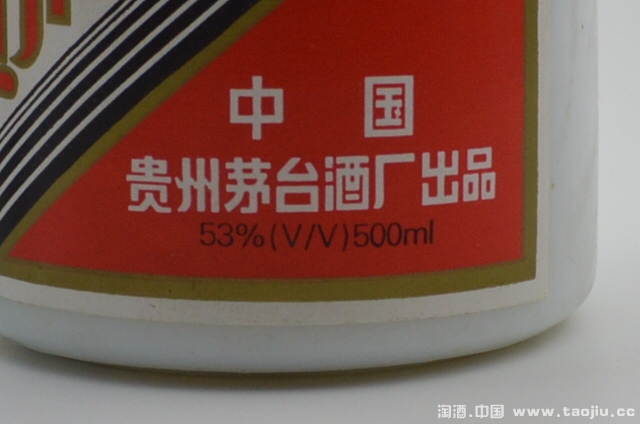 中 国
贵州茅台酒厂出品
53%(V/V)500ml
淘酒.中国 www.taojiu.cc